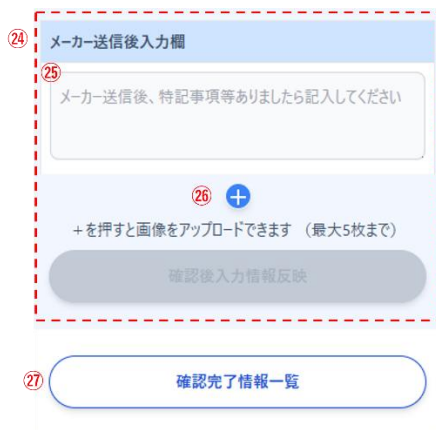 ㉔ メーカー送信後入力欄
㉕
メーカー送信後、特記事項等ありましたら記入してください
㉖ +
+を押すと画像をアップロードできます （最大5枚まで）
確認後入力情報反映
㉗ 確認完了情報一覧